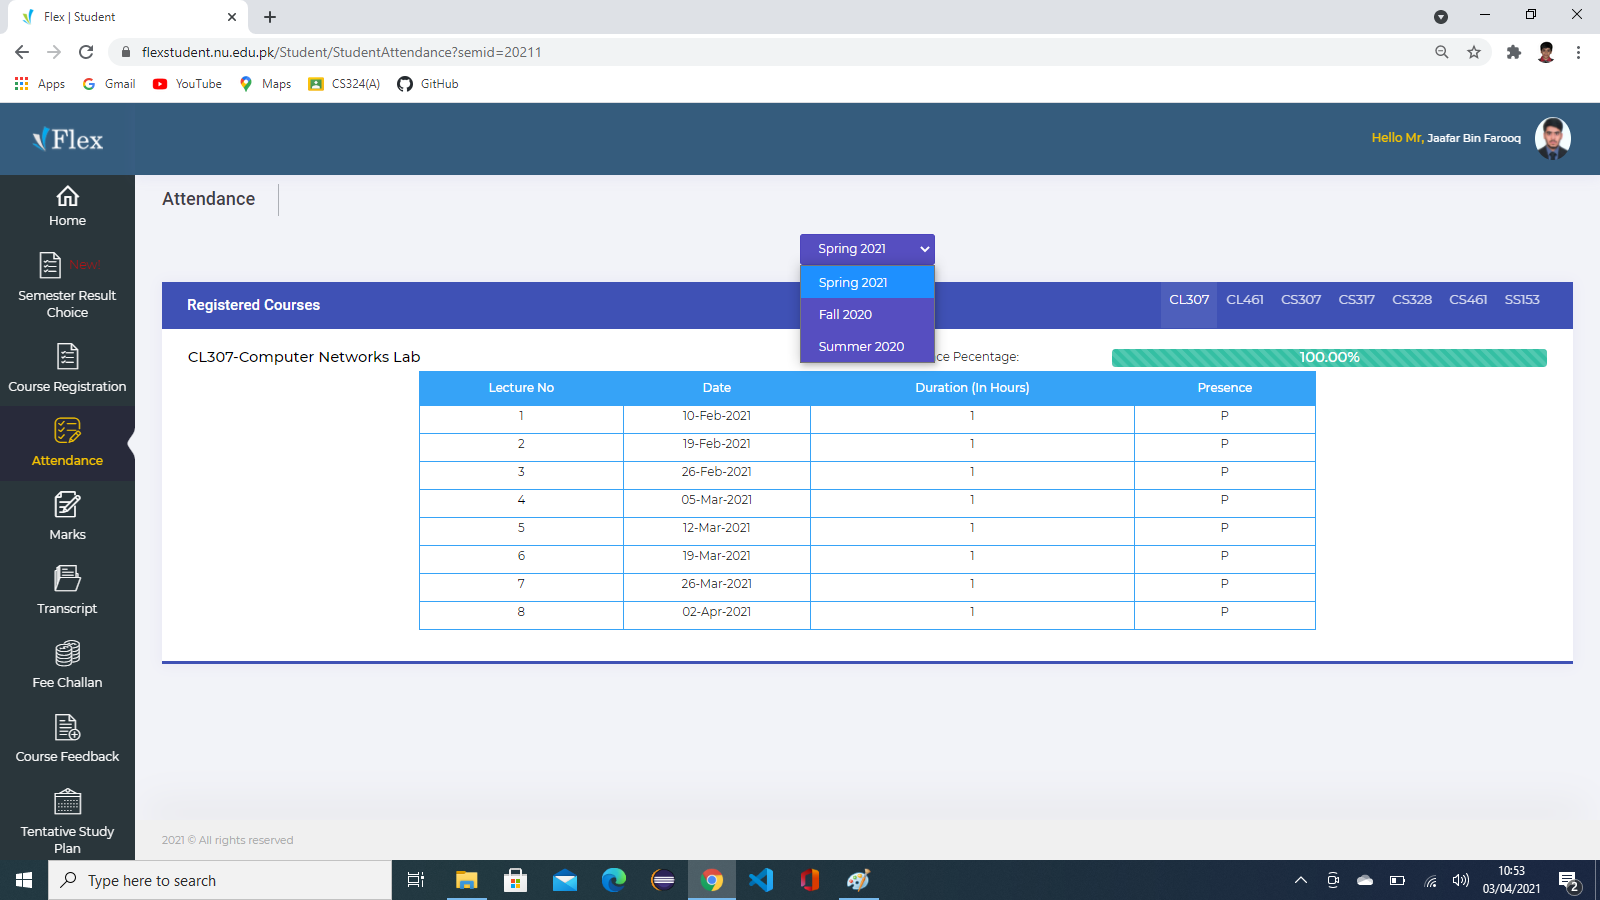 Flex | Student
flexstudent.nu.edu.pk/Student/StudentAttendance?semid=20211
Apps Gmail YouTube Maps CS324(A) GitHub
Flex
Hello Mr, Jaafar Bin Farooq
Home
New!
Semester Result
Choice
Course Registration
Attendance
Marks
Transcript
Fee Challan
Course Feedback
Tentative Study
Plan
Attendance
Spring 2021
Spring 2021
Fall 2020
Summer 2020
Registered Courses
CL307 CL461 CS307 CS317 CS328 CS461 SS153
CL307-Computer Networks Lab
ce Pecentage:
100.00%
Lecture No Date Duration (In Hours) Presence
1 10-Feb-2021 1 P
2 19-Feb-2021 1 P
3 26-Feb-2021 1 P
4 05-Mar-2021 1 P
5 12-Mar-2021 1 P
6 19-Mar-2021 1 P
7 26-Mar-2021 1 P
8 02-Apr-2021 1 P
2021 © All rights reserved
Type here to search
10:53
03/04/2021
2